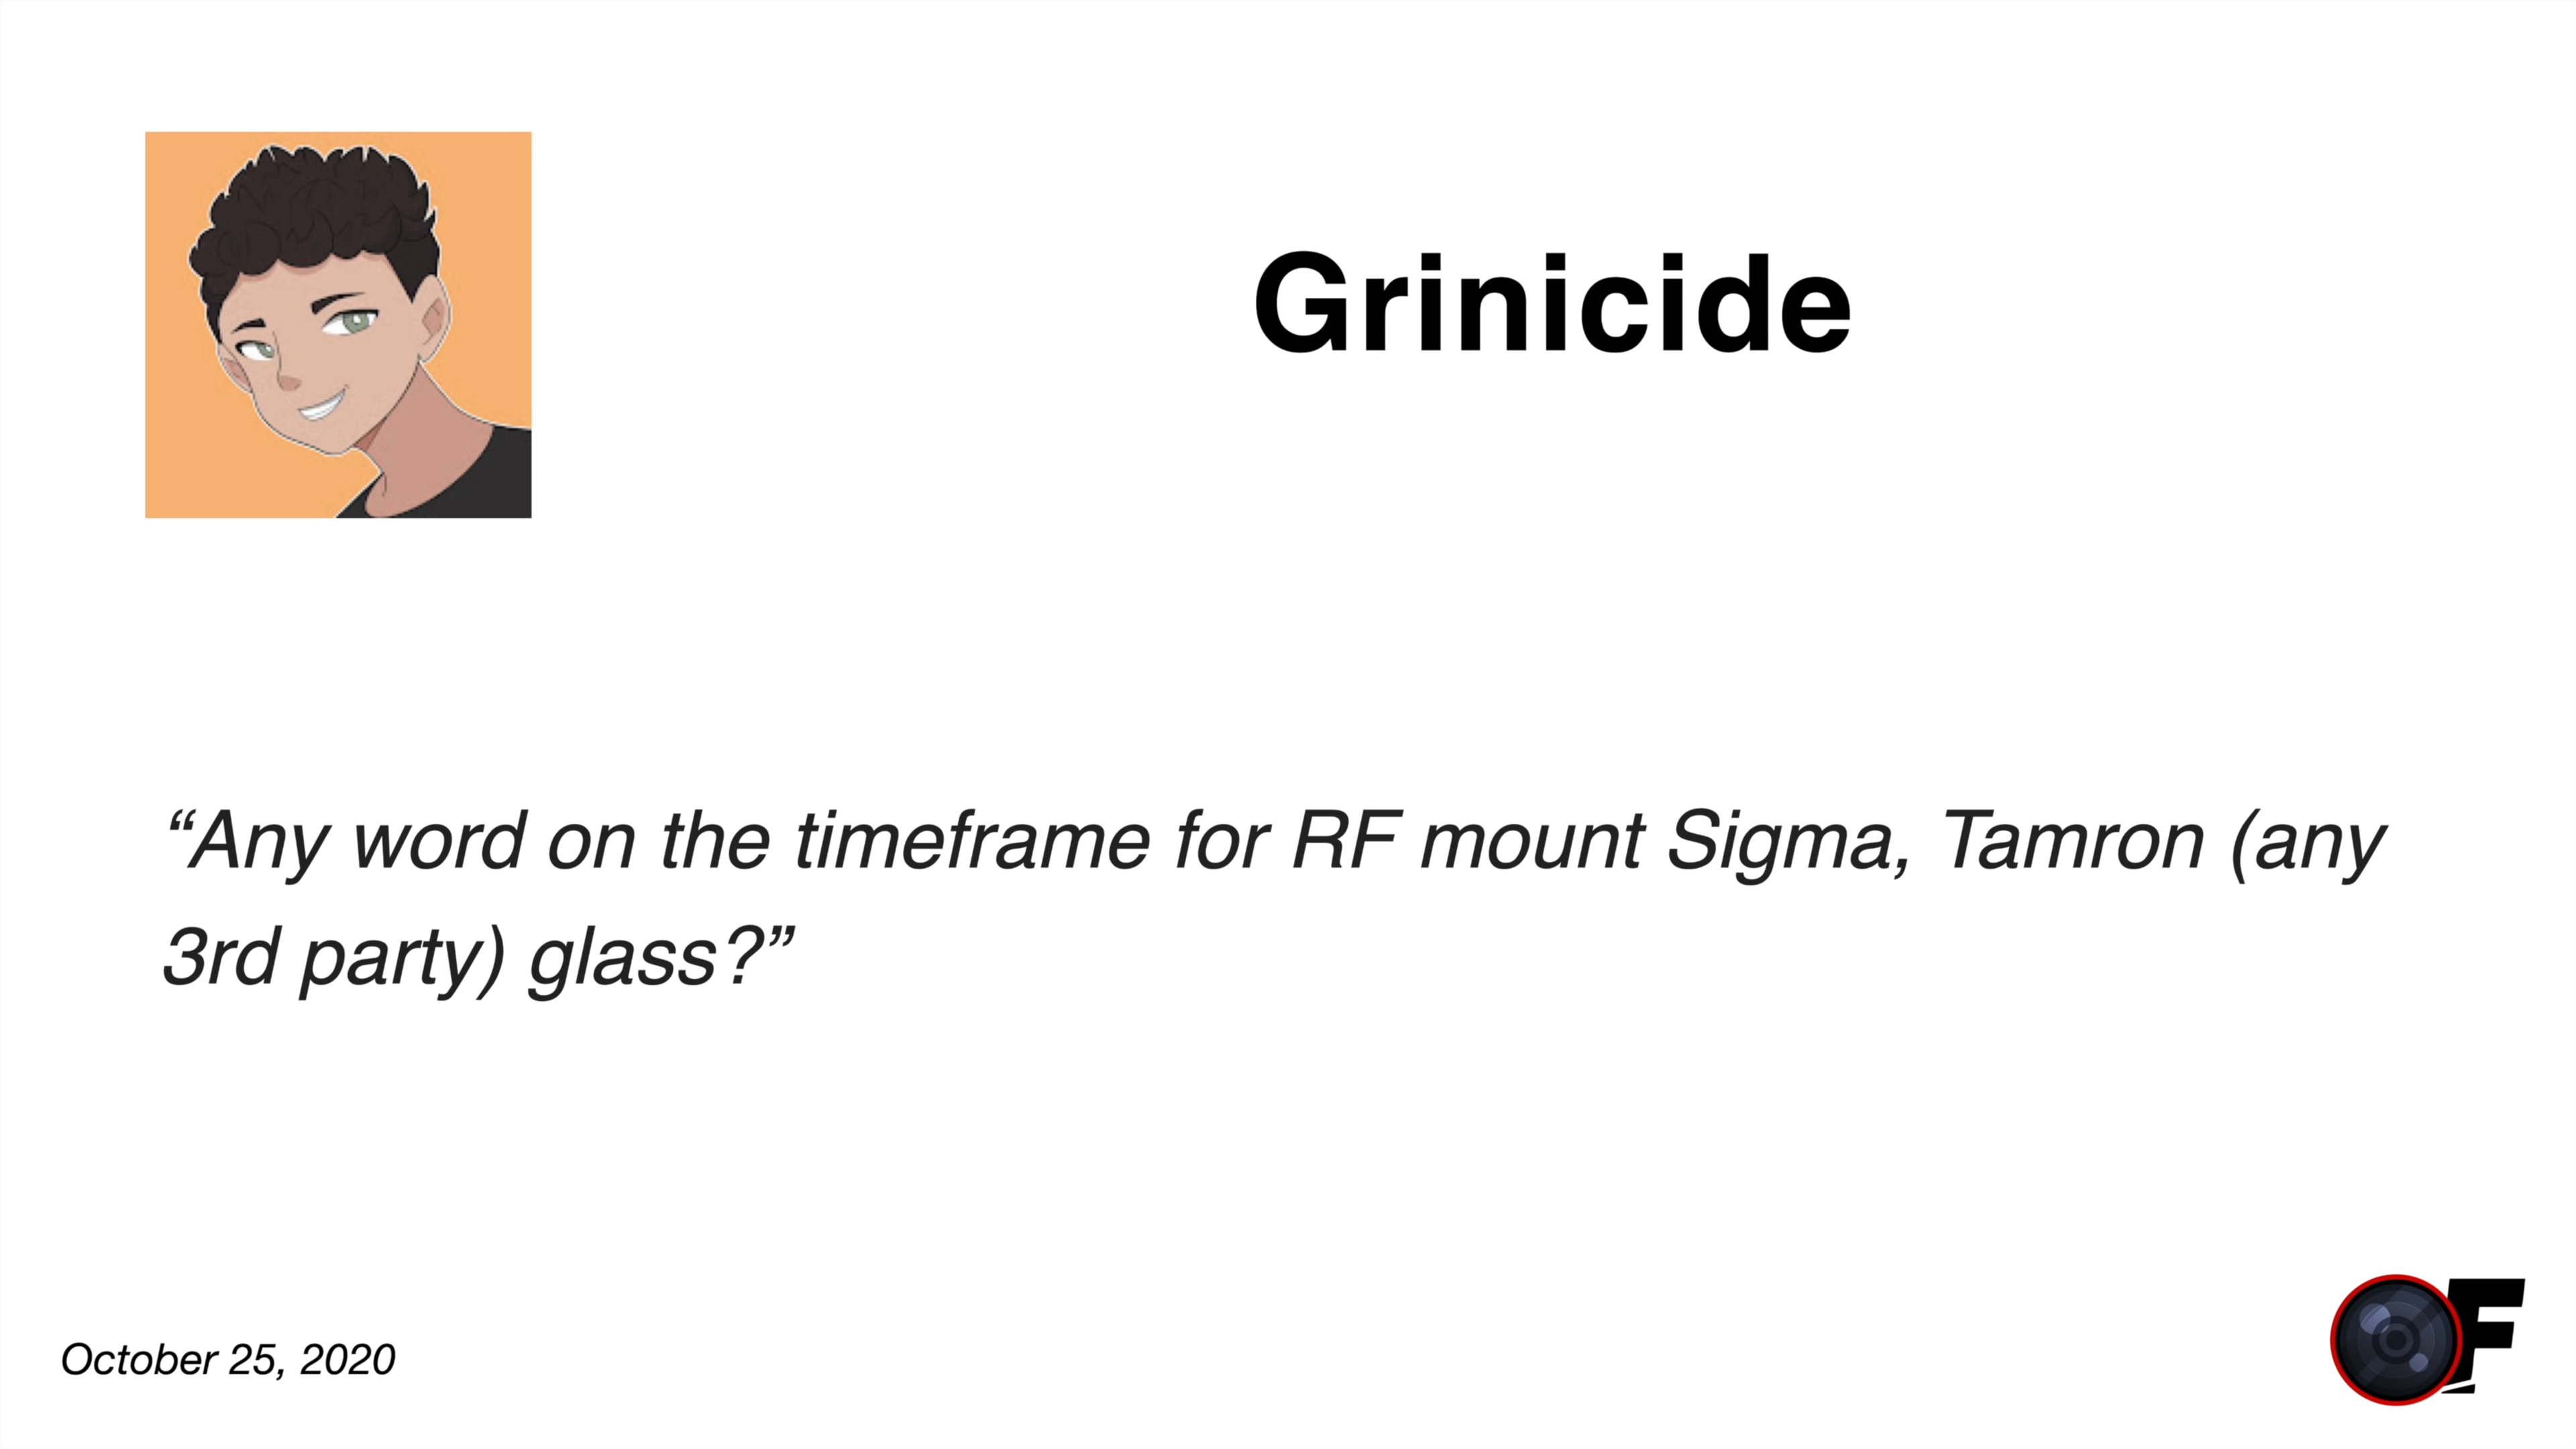 Grinicide
“Any word on the timeframe for RF mount Sigma, Tamron (any
3rd party) glass?”
October 25, 2020
F